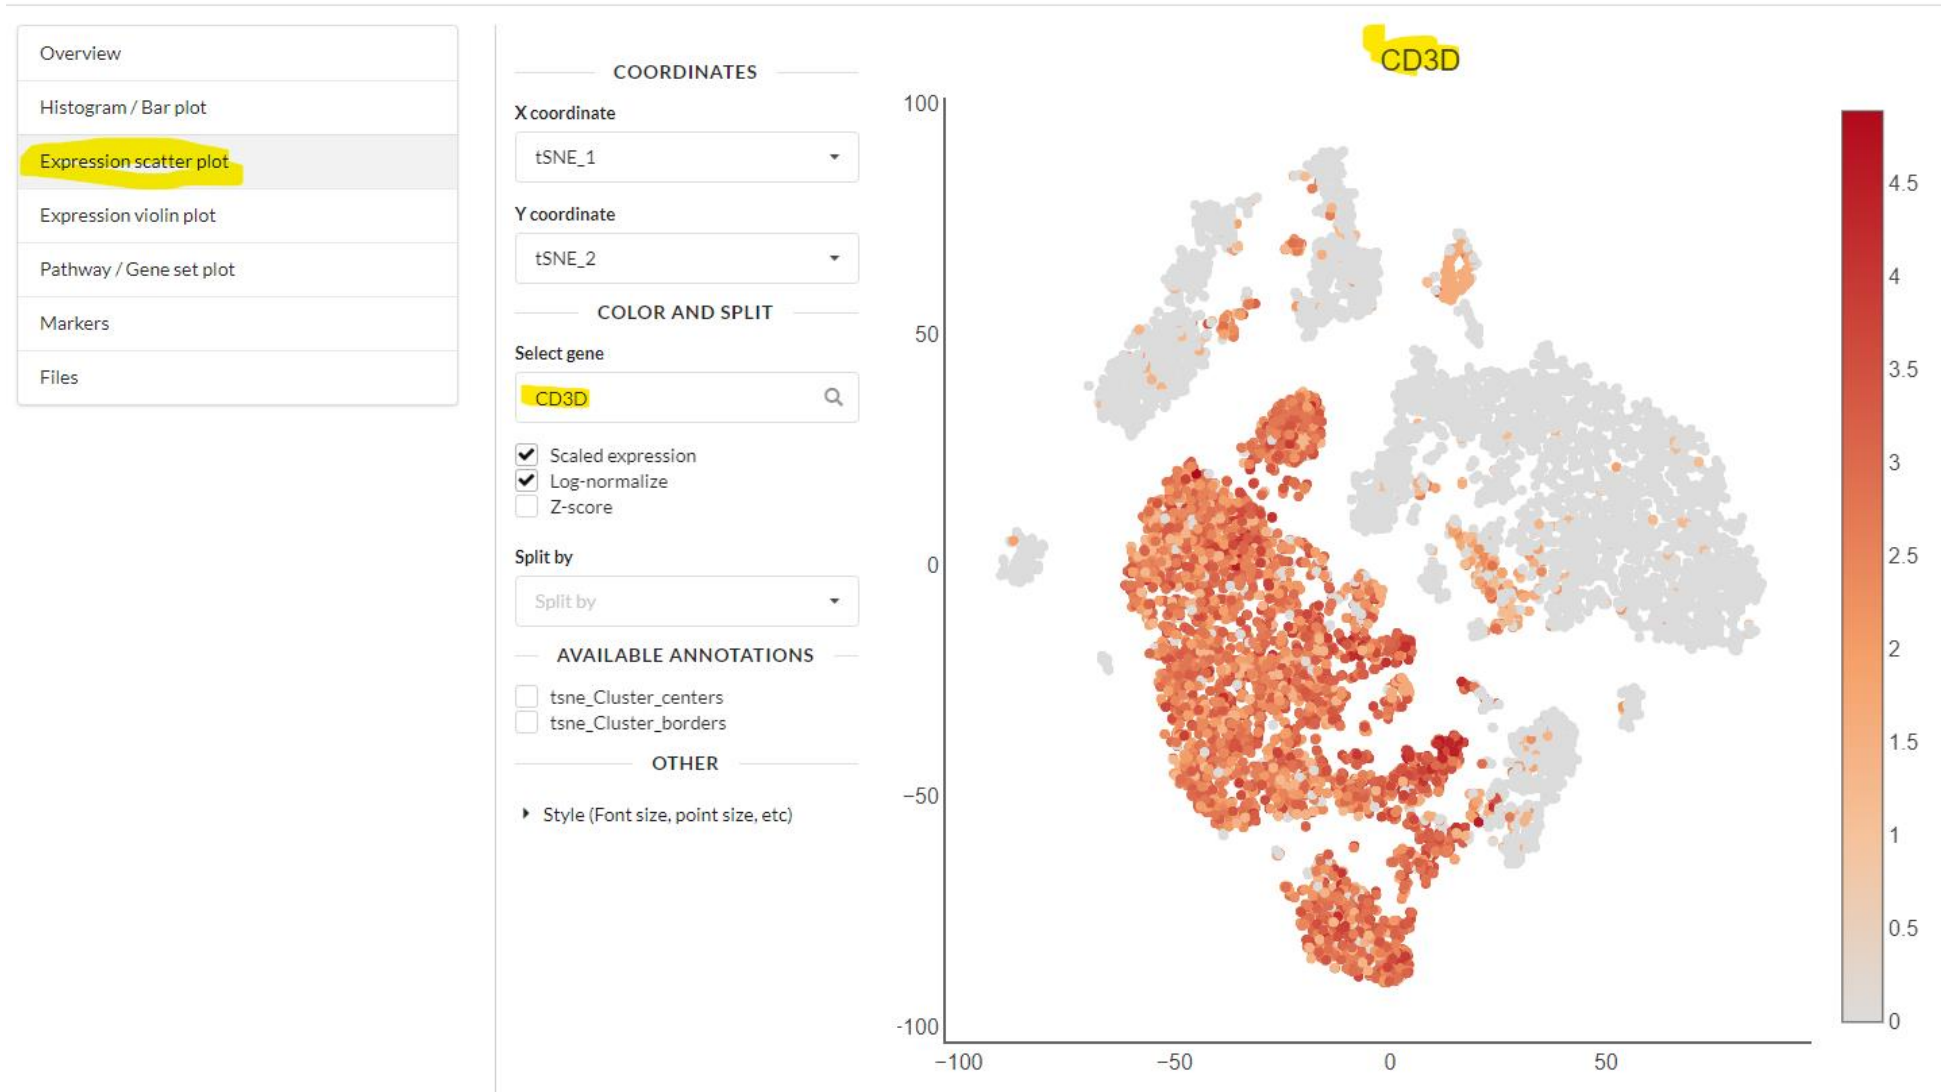 Overview
Histogram / Bar plot
Expression scatter plot
Expression violin plot
Pathway / Gene set plot
Markers
Files
COORDINATES
X coordinate
tSNE_1
Y coordinate
tSNE_2
COLOR AND SPLIT
Select gene
CD3D
Scaled expression
Log-normalize
Z-score
Split by
Split by
AVAILABLE ANNOTATIONS
tsne_Cluster_centers
tsne_Cluster_borders
OTHER
Style (Font size, point size, etc)
CD3D
100
50
0
−50
-100
−100
−50
0
50
4.5
4
3.5
3
2.5
2
1.5
1
0.5
0